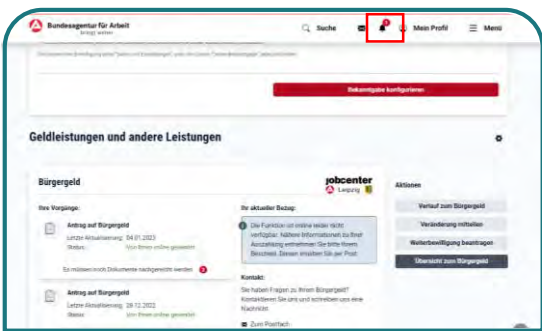 Bundesagentur für Arbeit
bringt weiter.
Suche
Mein Profil
Menü
Bekanntgabe konfigurieren
Geldleistungen und andere Leistungen
Bürgergeld
jobcenter
Leipzig
Ihre Vorgänge:
Antrag auf Bürgergeld
Letzte Aktualisierung: 04.01.2023
Status: Von Ihnen online gesendet
Es müssen noch Dokumente nachgereicht werden
Antrag auf Bürgergeld
Letzte Aktualisierung: 28.12.2022
Status: Von Ihnen online gesendet
Ihr aktueller Bezug:
Die Funktion ist online leider nicht
verfügbar. Nähere Informationen zu Ihrer
Auszahlung entnehmen Sie bitte Ihrem
Bescheid. Diesen erhalten Sie per Post.
Kontakt:
Sie haben Fragen zu Ihrem Bürgergeld?
Kontaktieren Sie uns und schreiben uns eine
Nachricht.
Zum Postfach
Aktionen
Verlauf zum Bürgergeld
Veränderung mitteilen
Weiterbewilligung beantragen
Übersicht zum Bürgergeld